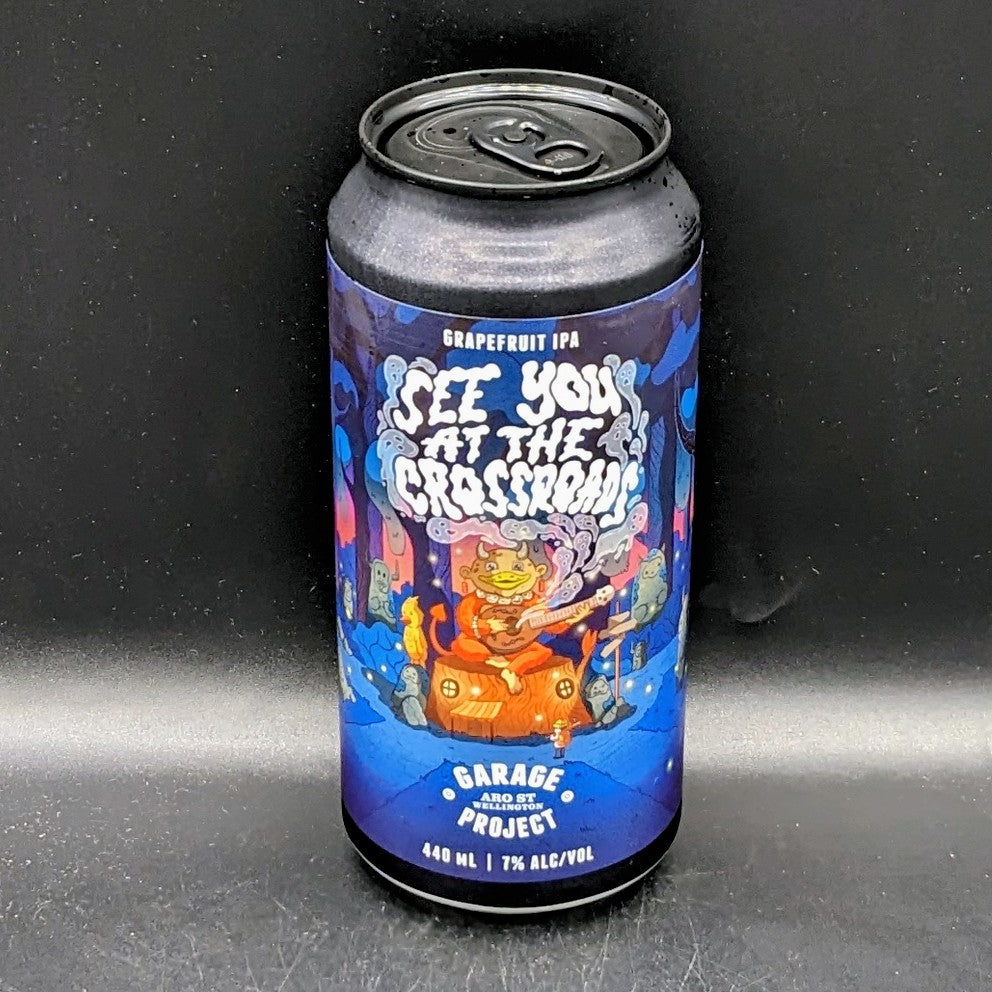 GRAPEFRUIT IPA
SEE YOU
AT THE
CROSSROADS
GARAGE
ARO ST
WELLINGTON
PROJECT
440 ML | 7% ALC/VOL